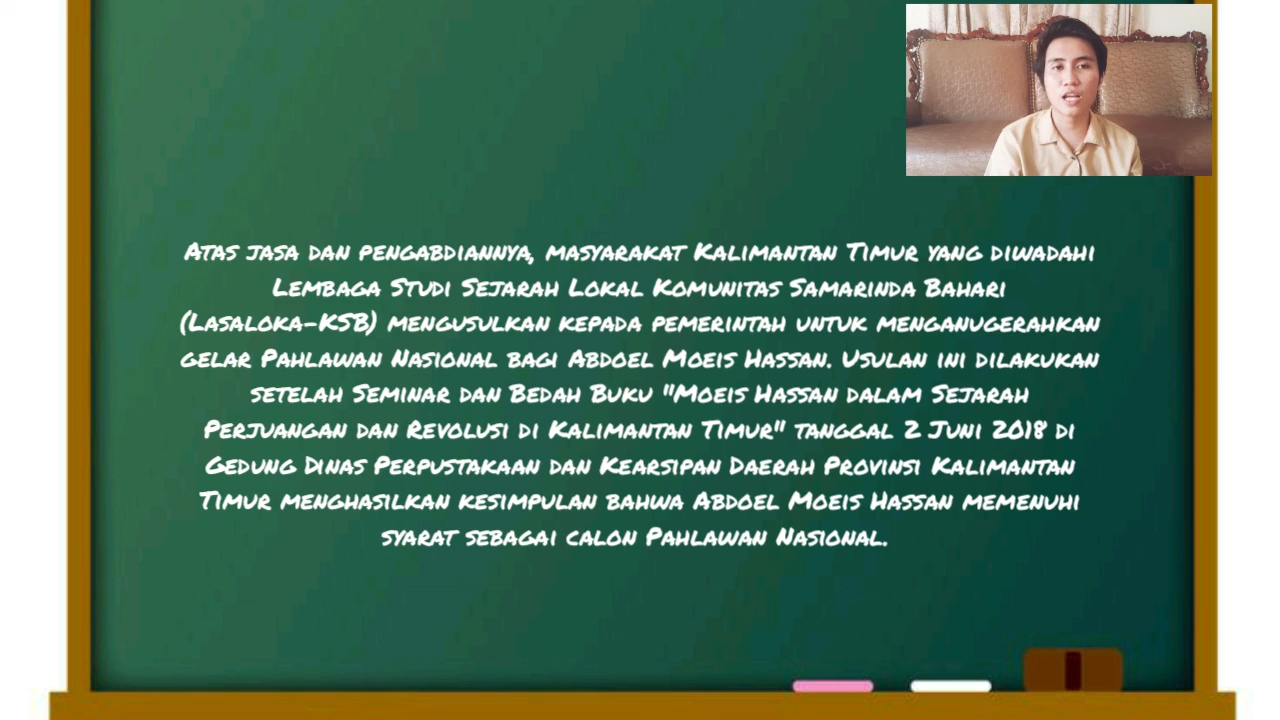 Atas jasa dan pengabdiannya, masyarakat Kalimantan Timur yang diwadahi
Lembaga Studi Sejarah Lokal Komunitas Samarinda Bahari
(Lasaloka-KSB) mengusulkan kepada pemerintah untuk menganugerahkan
gelar Pahlawan Nasional bagi Abdoel Moeis Hassan. Usulan ini dilakukan
setelah Seminar dan Bedah Buku "Moeis Hassan dalam Sejarah
Perjuangan dan Revolusi di Kalimantan Timur" tanggal 2 Juni 2018 di
Gedung Dinas Perpustakaan dan Kearsipan Daerah Provinsi Kalimantan
Timur menghasilkan kesimpulan bahwa Abdoel Moeis Hassan memenuhi
syarat sebagai calon Pahlawan Nasional.